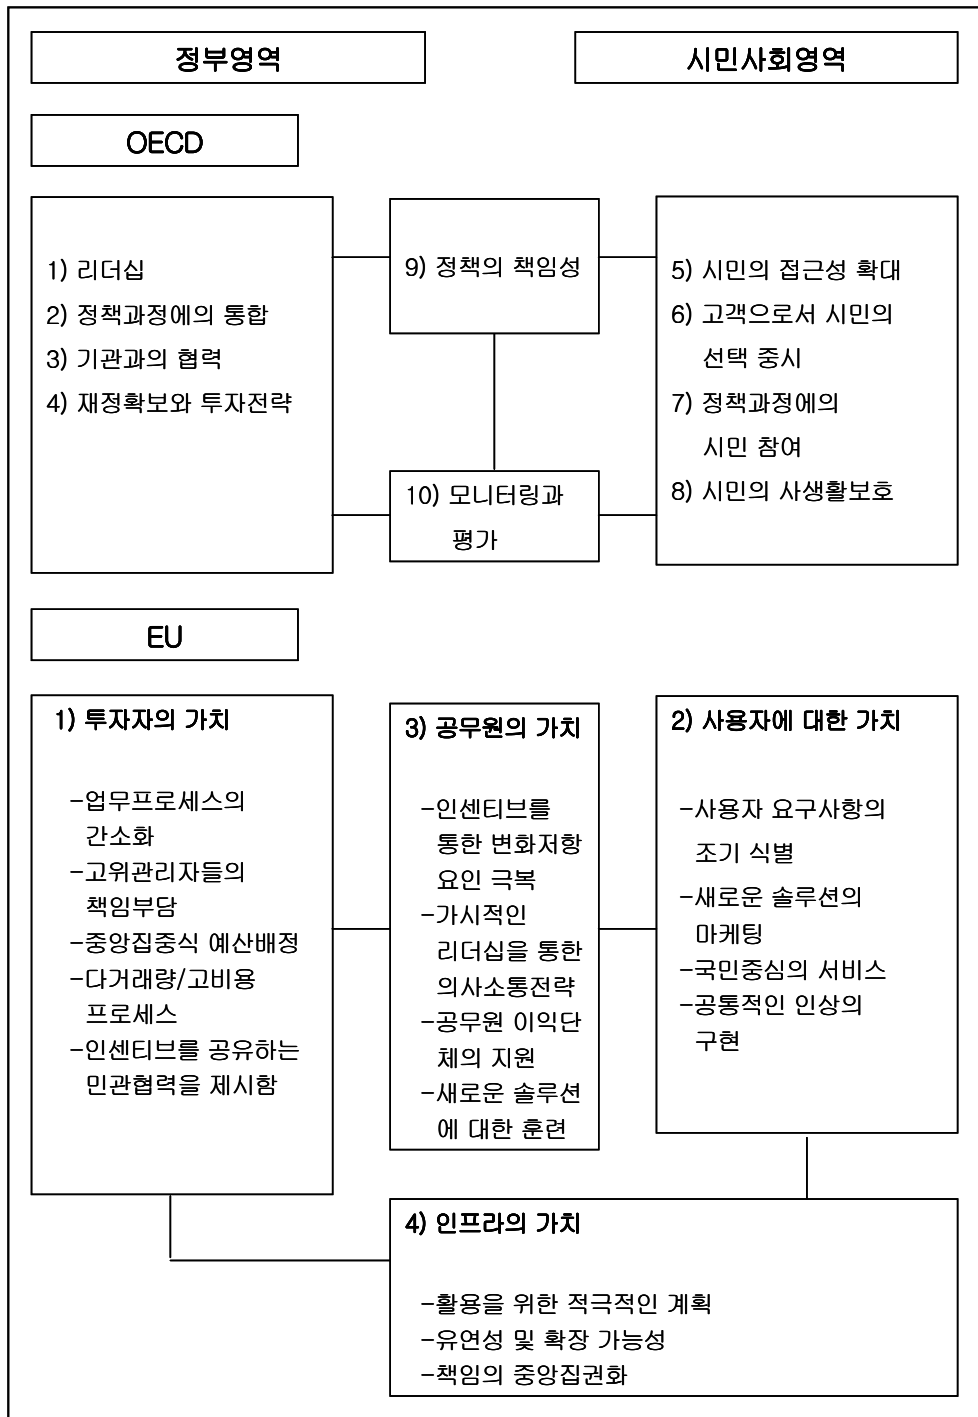 정부영역
시민사회영역
OECD
1) 리더십
2) 정책과정에의 통합
3) 기관과의 협력
4) 재정확보와 투자전략
9) 정책의 책임성
10) 모니터링과
평가
5) 시민의 접근성 확대
6) 고객으로서 시민의
선택 중시
7) 정책과정에의
시민 참여
8) 시민의 사생활보호
EU
1) 투자자의 가치
-업무프로세스의
간소화
-고위관리자들의
책임부담
-중앙집중식 예산배정
-다거래량/고비용
프로세스
-인센티브를 공유하는
민관협력을 제시함
3) 공무원의 가치
-인센티브를
통한 변화저항
요인 극복
-가시적인
리더십을 통한
의사소통전략
-공무원 이익단
체의 지원
-새로운 솔루션
에 대한 훈련
2) 사용자에 대한 가치
-사용자 요구사항의
조기 식별
-새로운 솔루션의
마케팅
-국민중심의 서비스
-공통적인 인상의
구현
4) 인프라의 가치
-활용을 위한 적극적인 계획
-유연성 및 확장 가능성
-책임의 중앙집권화